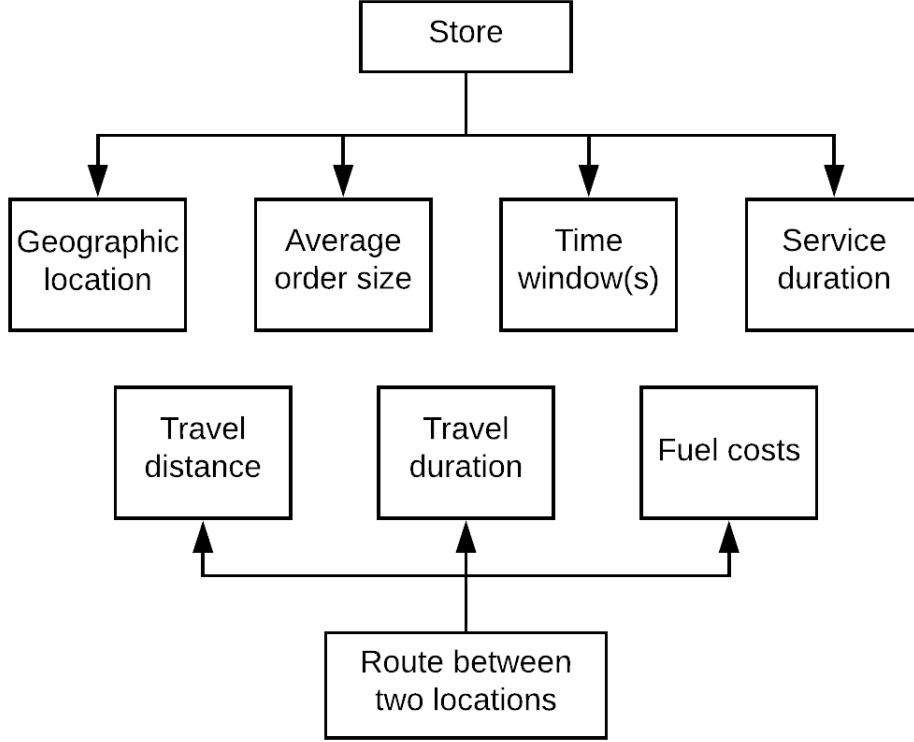 Store
Geographic
location
Average
order size
Time
window(s)
Service
duration
Travel
distance
Travel
duration
Fuel costs
Route between
two locations